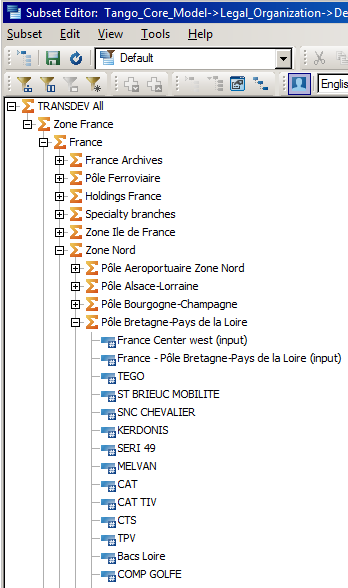 Subset Editor: Tango_Core_Model->Legal_Organization->De
Subset Edit View Tools Help
Default
English
TRANSDEV All
Zone France
France
France Archives
Pôle Ferroviaire
Holdings France
Specialty branches
Zone Ile de France
Zone Nord
Pôle Aeroportuaire Zone Nord
Pôle Alsace-Lorraine
Pôle Bourgogne-Champagne
Pôle Bretagne-Pays de la Loire
France Center west (input)
France - Pôle Bretagne-Pays de la Loire (input)
TEGO
ST BRIEUC MOBILITE
SNC CHEVALIER
KERDONIS
SERI 49
MELVAN
CAT
CAT TIV
CTS
TPV
Bacs Loire
COMP GOLFE